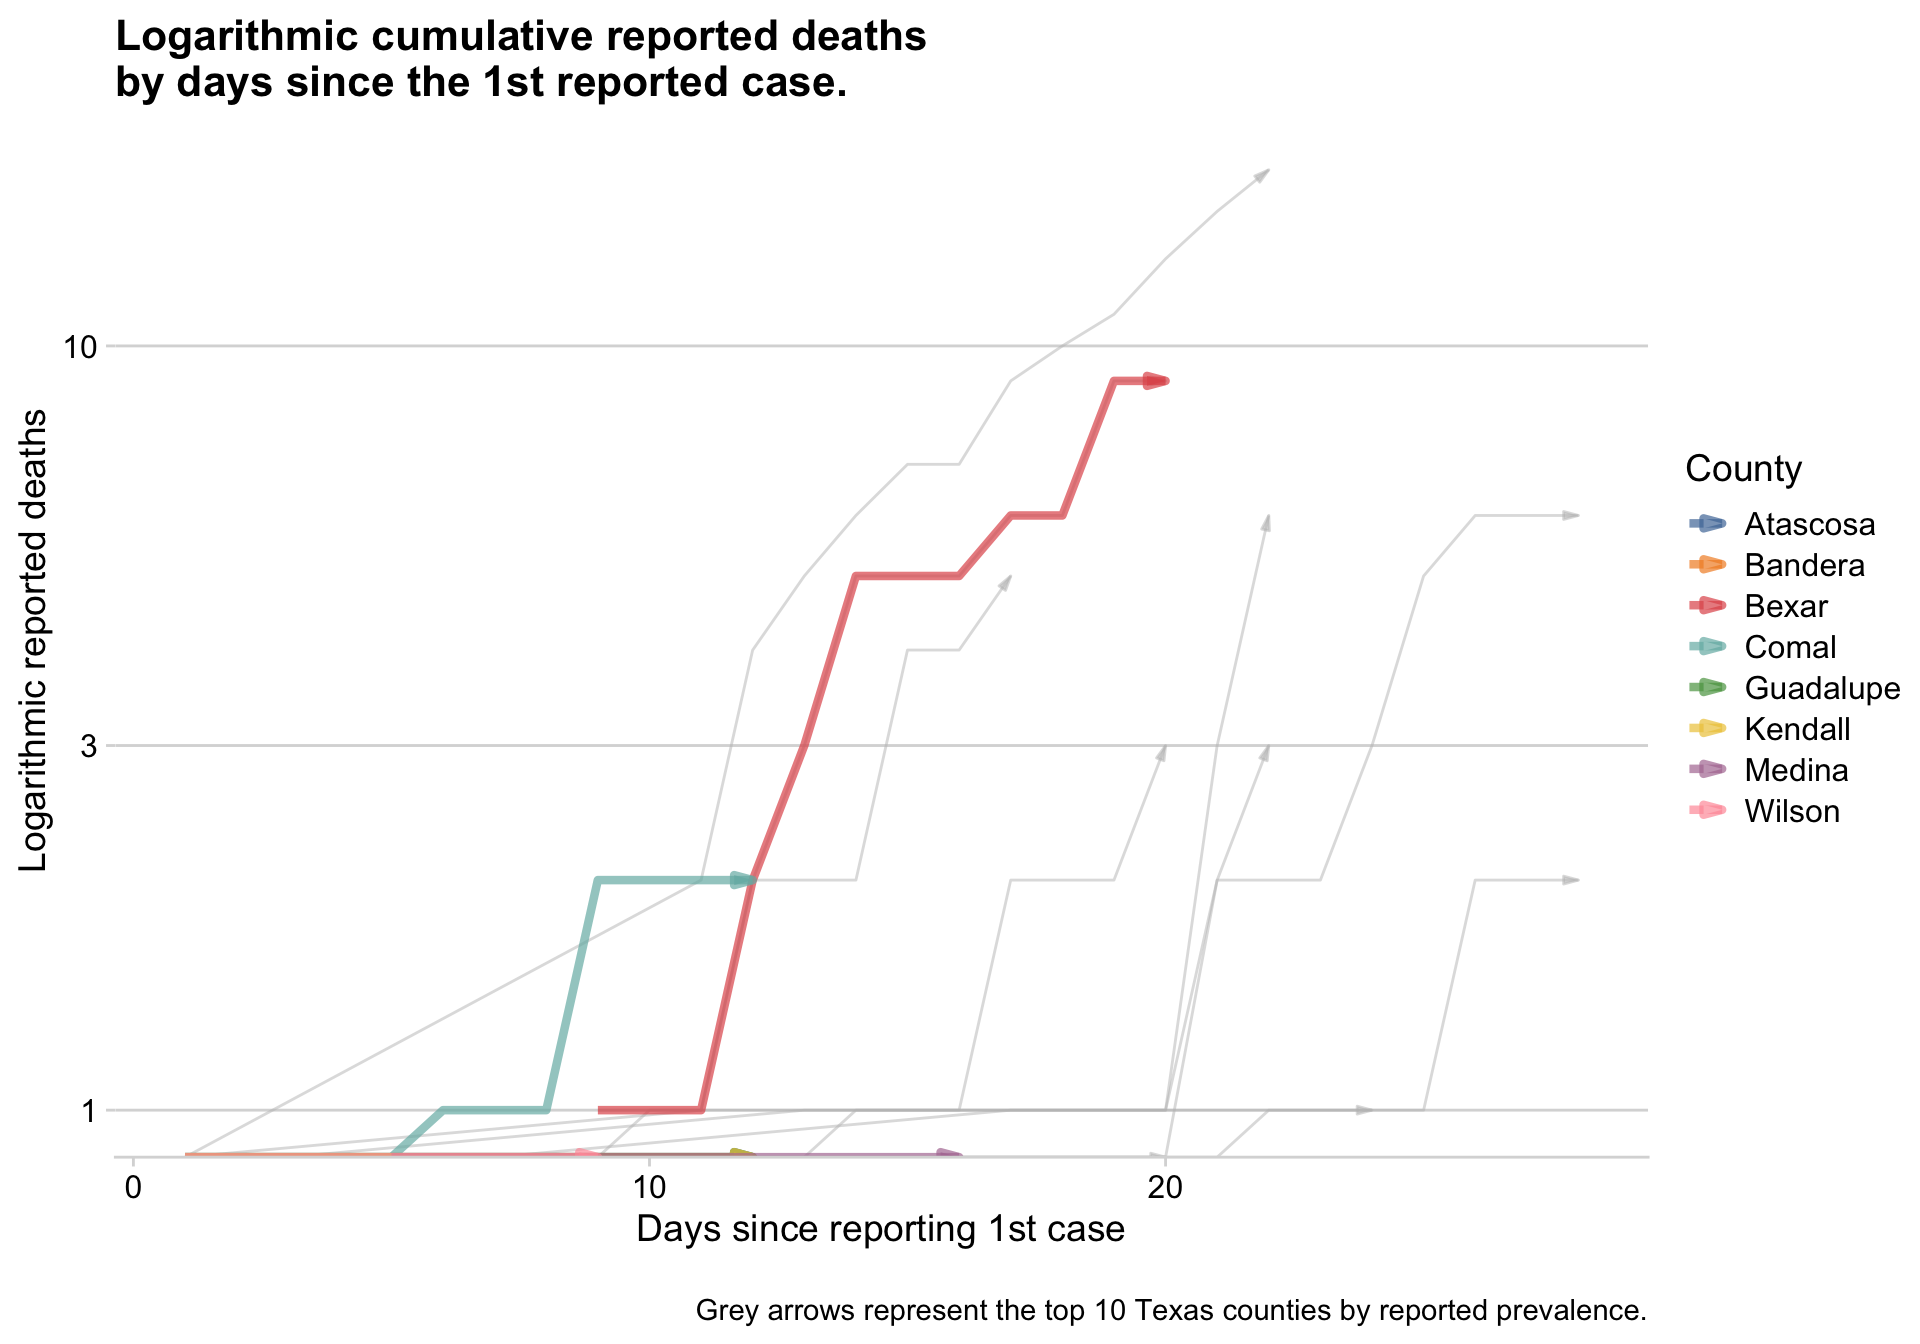 Logarithmic cumulative reported deaths
by days since the 1st reported case.
Logarithmic reported deaths
10
3
1
0
10
20
Days since reporting 1st case
County
Atascosa
Bandera
Bexar
Comal
Guadalupe
Kendall
Medina
Wilson
Grey arrows represent the top 10 Texas counties by reported prevalence.